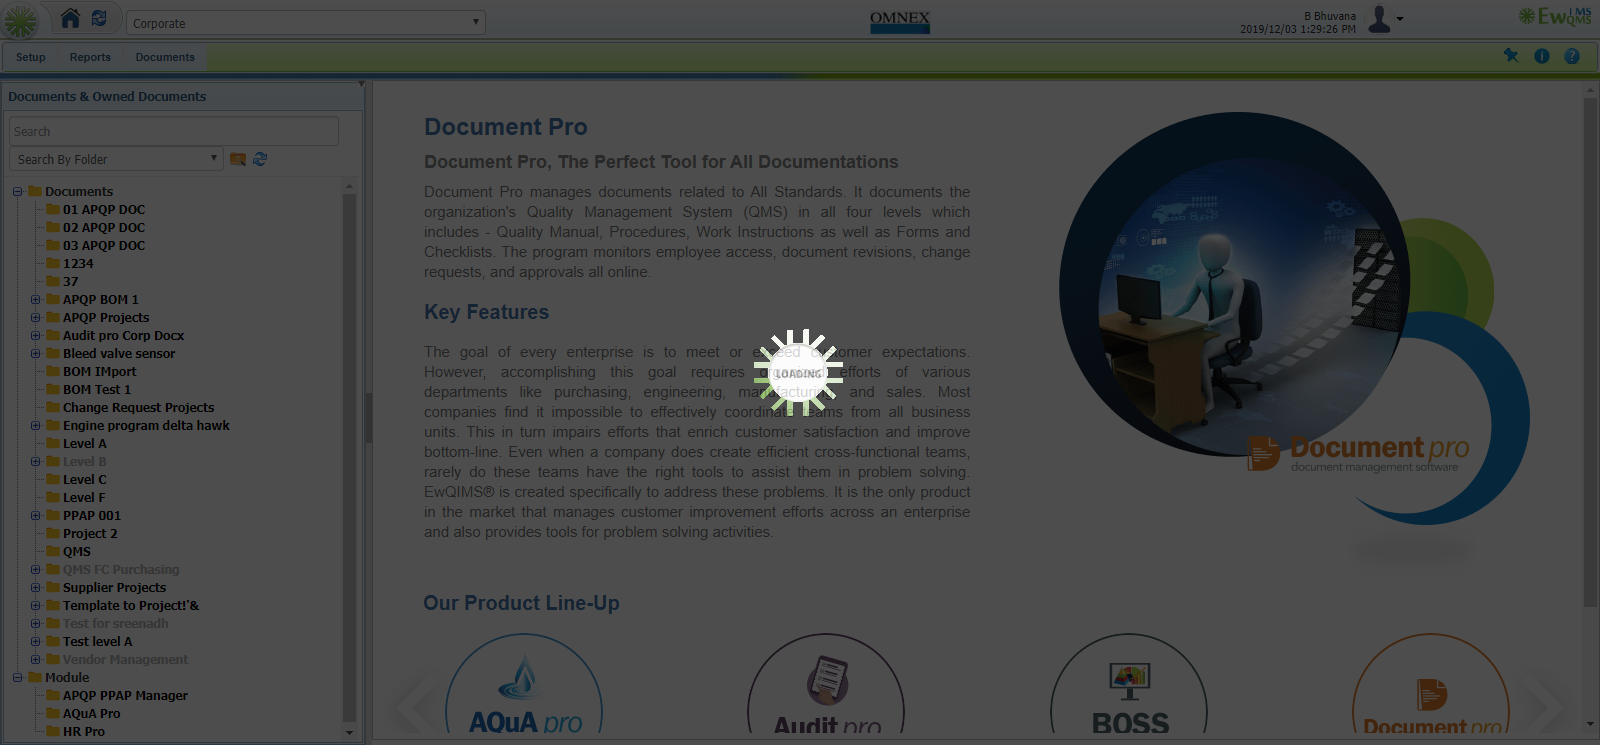 Corporate
OMNEX
B Bhuvana
2019/12/03 1:29:26 PM
EwQIMS
QMS
Setup
Reports
Documents
Documents & Owned Documents
Search
Search By Folder
Documents
01 APQP DOC
02 APQP DOC
03 APQP DOC
1234
37
APQP BOM 1
APQP Projects
Audit pro Corp Docx
Bleed valve sensor
BOM IMport
BOM Test 1
Change Request Projects
Engine program delta hawk
Level A
Level B
Level C
Level F
PPAP 001
Project 2
QMS
QMS FC Purchasing
Supplier Projects
Template to Project!'&
Test for sreenadh
Test level A
Vendor Management
Module
APQP PPAP Manager
AQuA Pro
HR Pro
Document Pro
Document Pro, The Perfect Tool for All Documentations
Document Pro manages documents related to All Standards. It documents the
organization's Quality Management System (QMS) in all four levels which
includes - Quality Manual, Procedures, Work Instructions as well as Forms and
Checklists. The program monitors employee access, document revisions, change
requests, and approvals all online.
Key Features
The goal of every enterprise is to meet or exceed customer expectations.
However, accomplishing this goal requires organized efforts of various
departments like purchasing, engineering, manufacturing, and sales. Most
companies find it impossible to effectively coordinate teams from all business
units. This in turn impairs efforts that enrich customer satisfaction and improve
bottom-line. Even when a company does create efficient cross-functional teams,
rarely do these teams have the right tools to assist them in problem solving.
EwQIMS® is created specifically to address these problems. It is the only product
in the market that manages customer improvement efforts across an enterprise
and also provides tools for problem solving activities.
LOADING
Document pro
document management software
Our Product Line-Up
AQuA pro
Audit pro
BOSS
Document pro